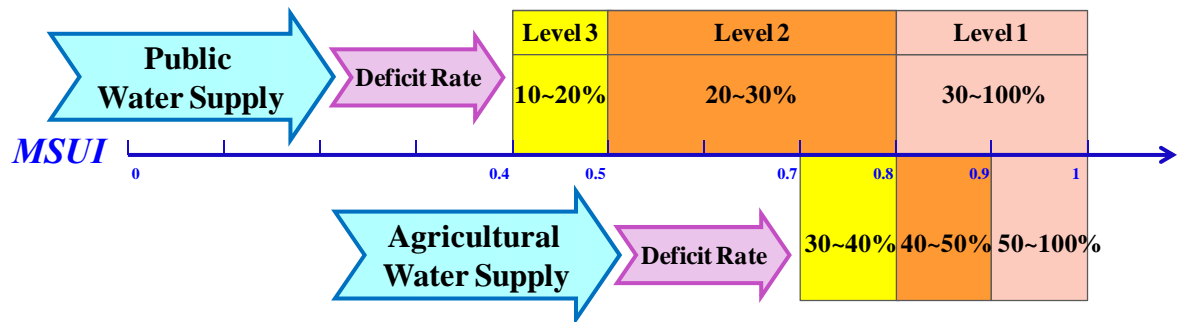 Level 3 Level 2 Level 1
Public
Water Supply
Deficit Rate
10~20% 20~30% 30~100%
MSUI
0 0.4 0.5 0.7 0.8 0.9 1
Agricultural
Water Supply
Deficit Rate
30~40% 40~50% 50~100%